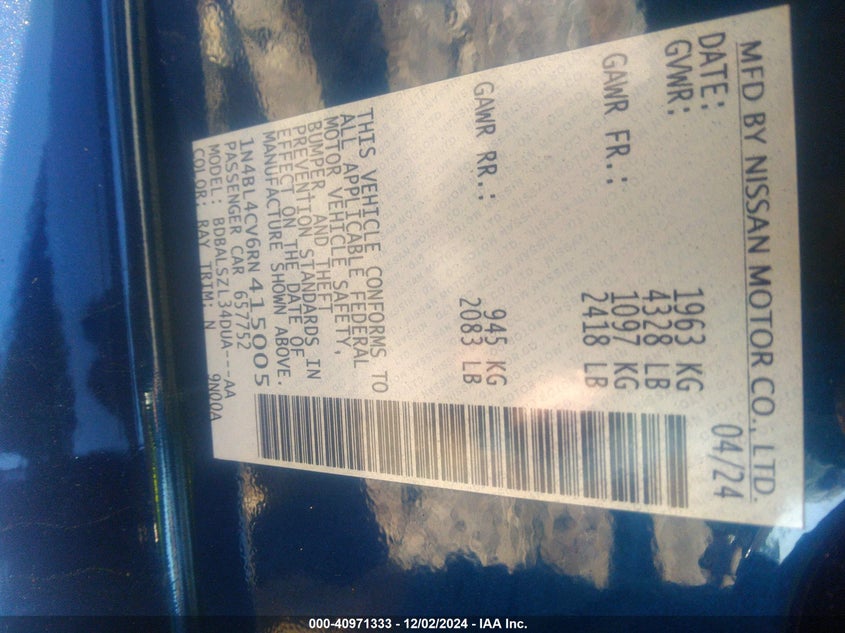 MFD BY NISSAN MOTOR CO., LTD.
DATE: 04/24
GVWR: 1963 KG
4328 LB
GAWR FR.: 1097 KG
2418 LB
GAWR RR.: 945 KG
2083 LB
THIS VEHICLE CONFORMS TO
ALL APPLICABLE FEDERAL
MOTOR VEHICLE SAFETY,
BUMPER AND THEFT
PREVENTION STANDARDS IN
EFFECT ON THE DATE OF
MANUFACTURE SHOWN ABOVE.
1N4BL4CV6RN415005
PASSENGER CAR 657752
MODEL: BDBALSZL34DUA---AA
COLOR: RAY TRIM: N 9N00A
000-40971333 - 12/02/2024 - IAA Inc.